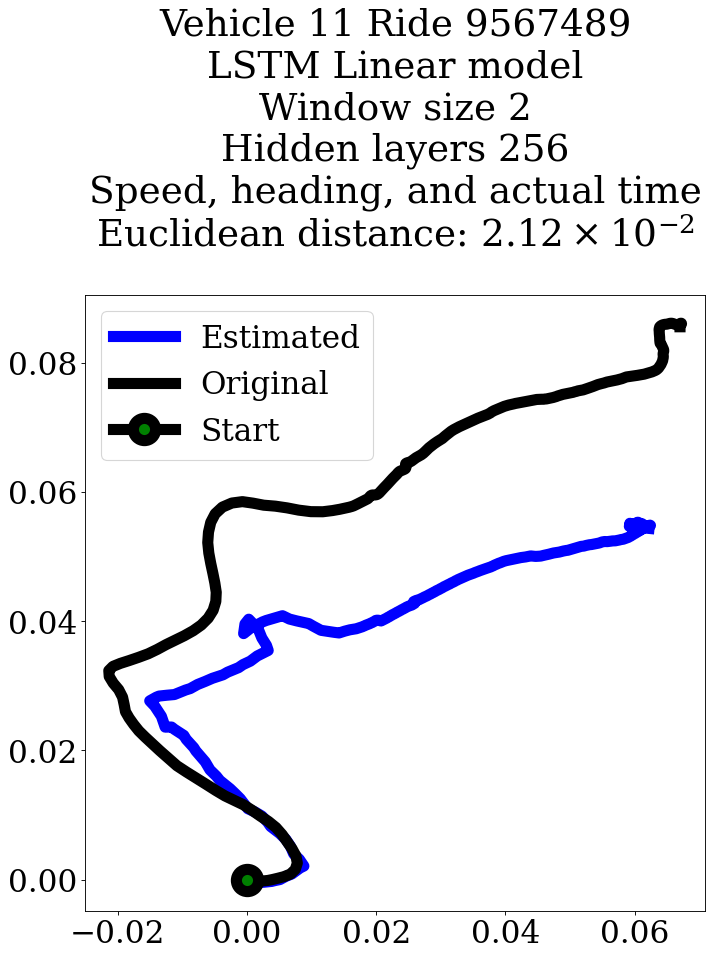 Vehicle 11 Ride 9567489
LSTM Linear model
Window size 2
Hidden layers 256
Speed, heading, and actual time
Euclidean distance: 2.12 × 10⁻²
Estimated
Original
Start
0.08
0.06
0.04
0.02
0.00
−0.02 0.00 0.02 0.04 0.06